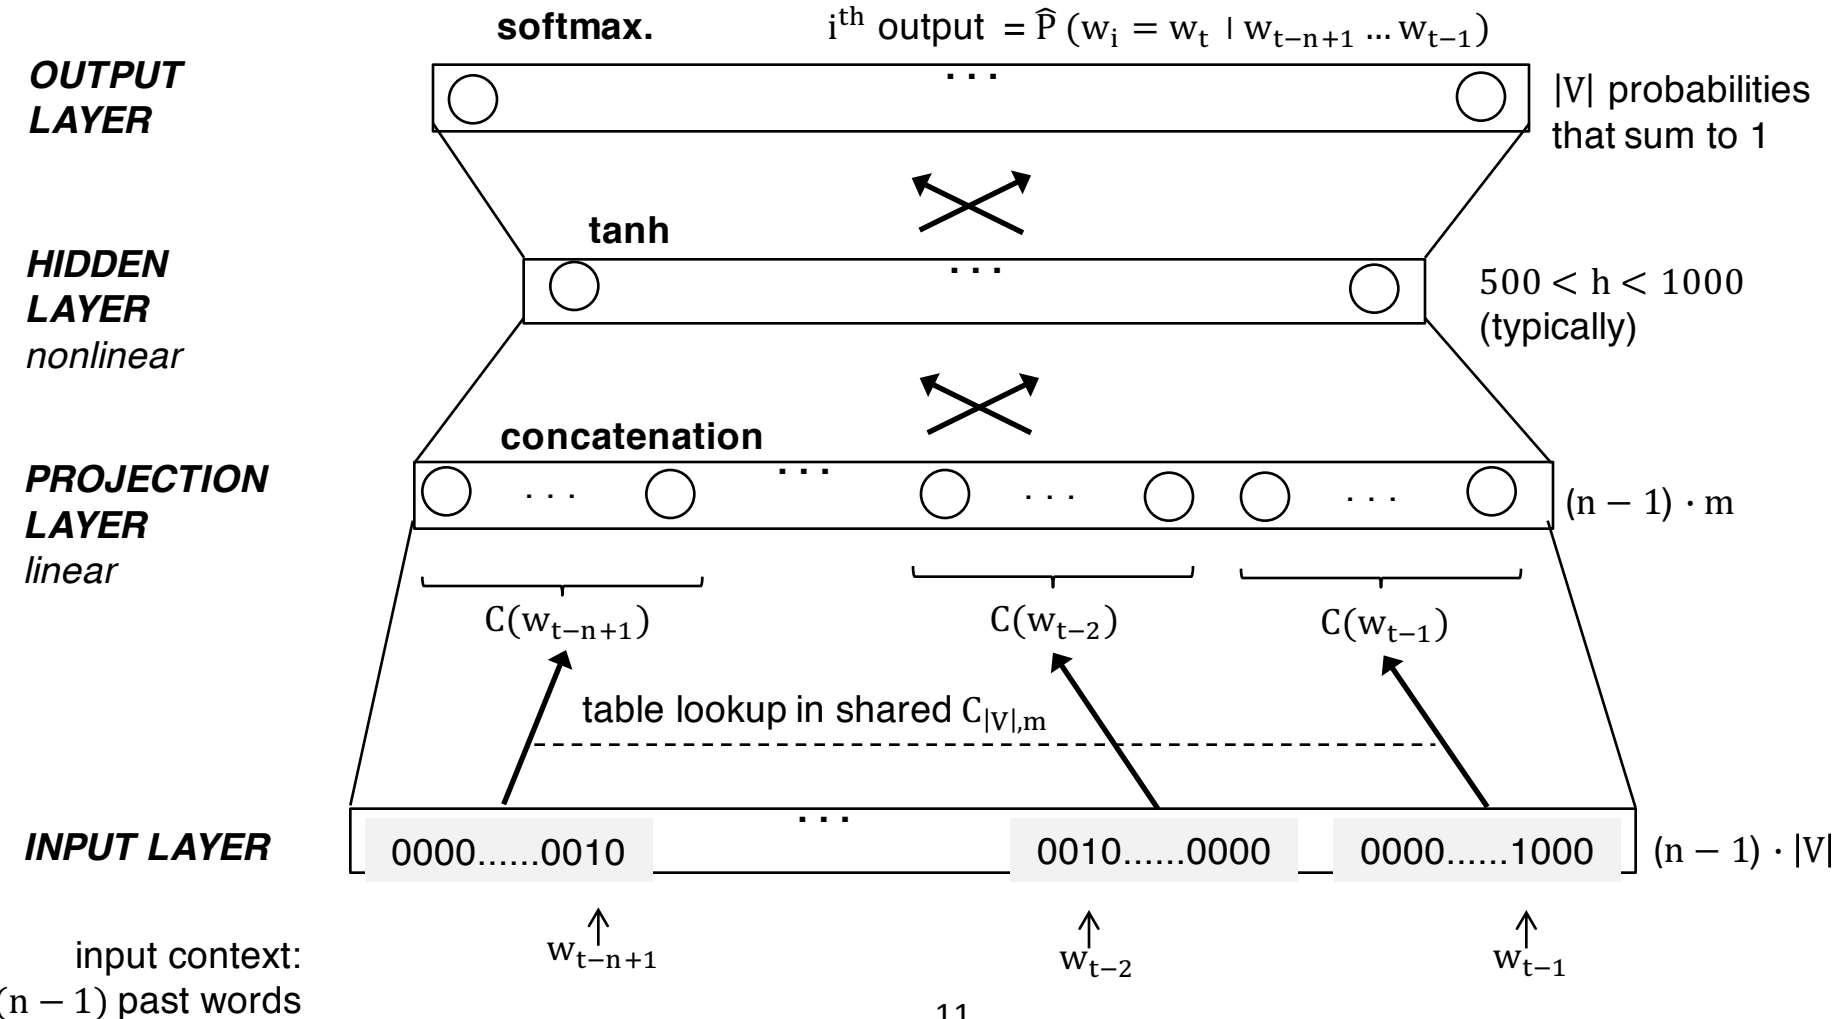 softmax. iᵗʰ output = P̂ (wᵢ = wₜ | wₜ₋ₙ₊₁ ... wₜ₋₁)
OUTPUT
LAYER
. . .
|V| probabilities
that sum to 1
tanh
HIDDEN
LAYER
nonlinear
. . .
500 < h < 1000
(typically)
concatenation
PROJECTION
LAYER
linear
. . . . . . . . . . . .
(n − 1) · m
C(wₜ₋ₙ₊₁) C(wₜ₋₂) C(wₜ₋₁)
table lookup in shared C_|V|,m
INPUT LAYER
. . .
0000......0010 0010......0000 0000......1000 (n − 1) · |V|
wₜ₋ₙ₊₁ wₜ₋₂ wₜ₋₁
input context:
(n − 1) past words
11